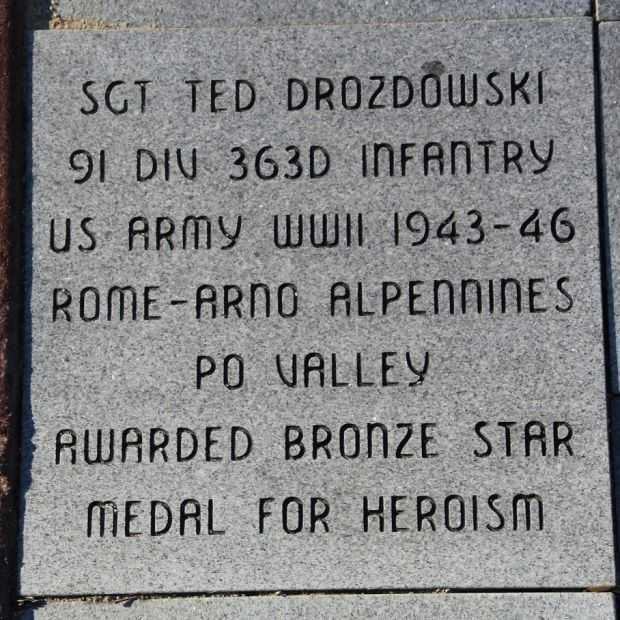 SGT TED DROZDOWSKI
91 DIV 363D INFANTRY
US ARMY WWII 1943-46
ROME-ARNO ALPENNINES
PO VALLEY
AWARDED BRONZE STAR
MEDAL FOR HEROISM